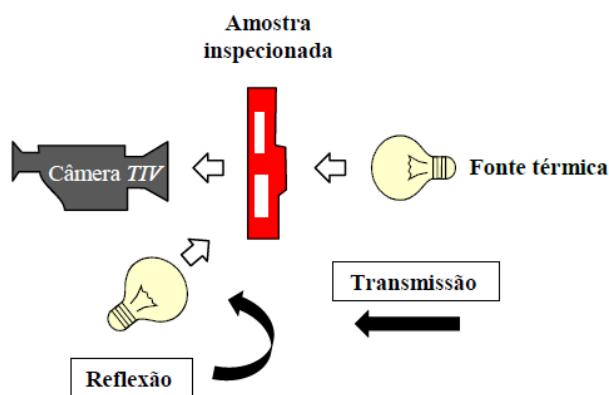 Amostra
inspecionada
Câmera TIV
Fonte térmica
Transmissão
Reflexão